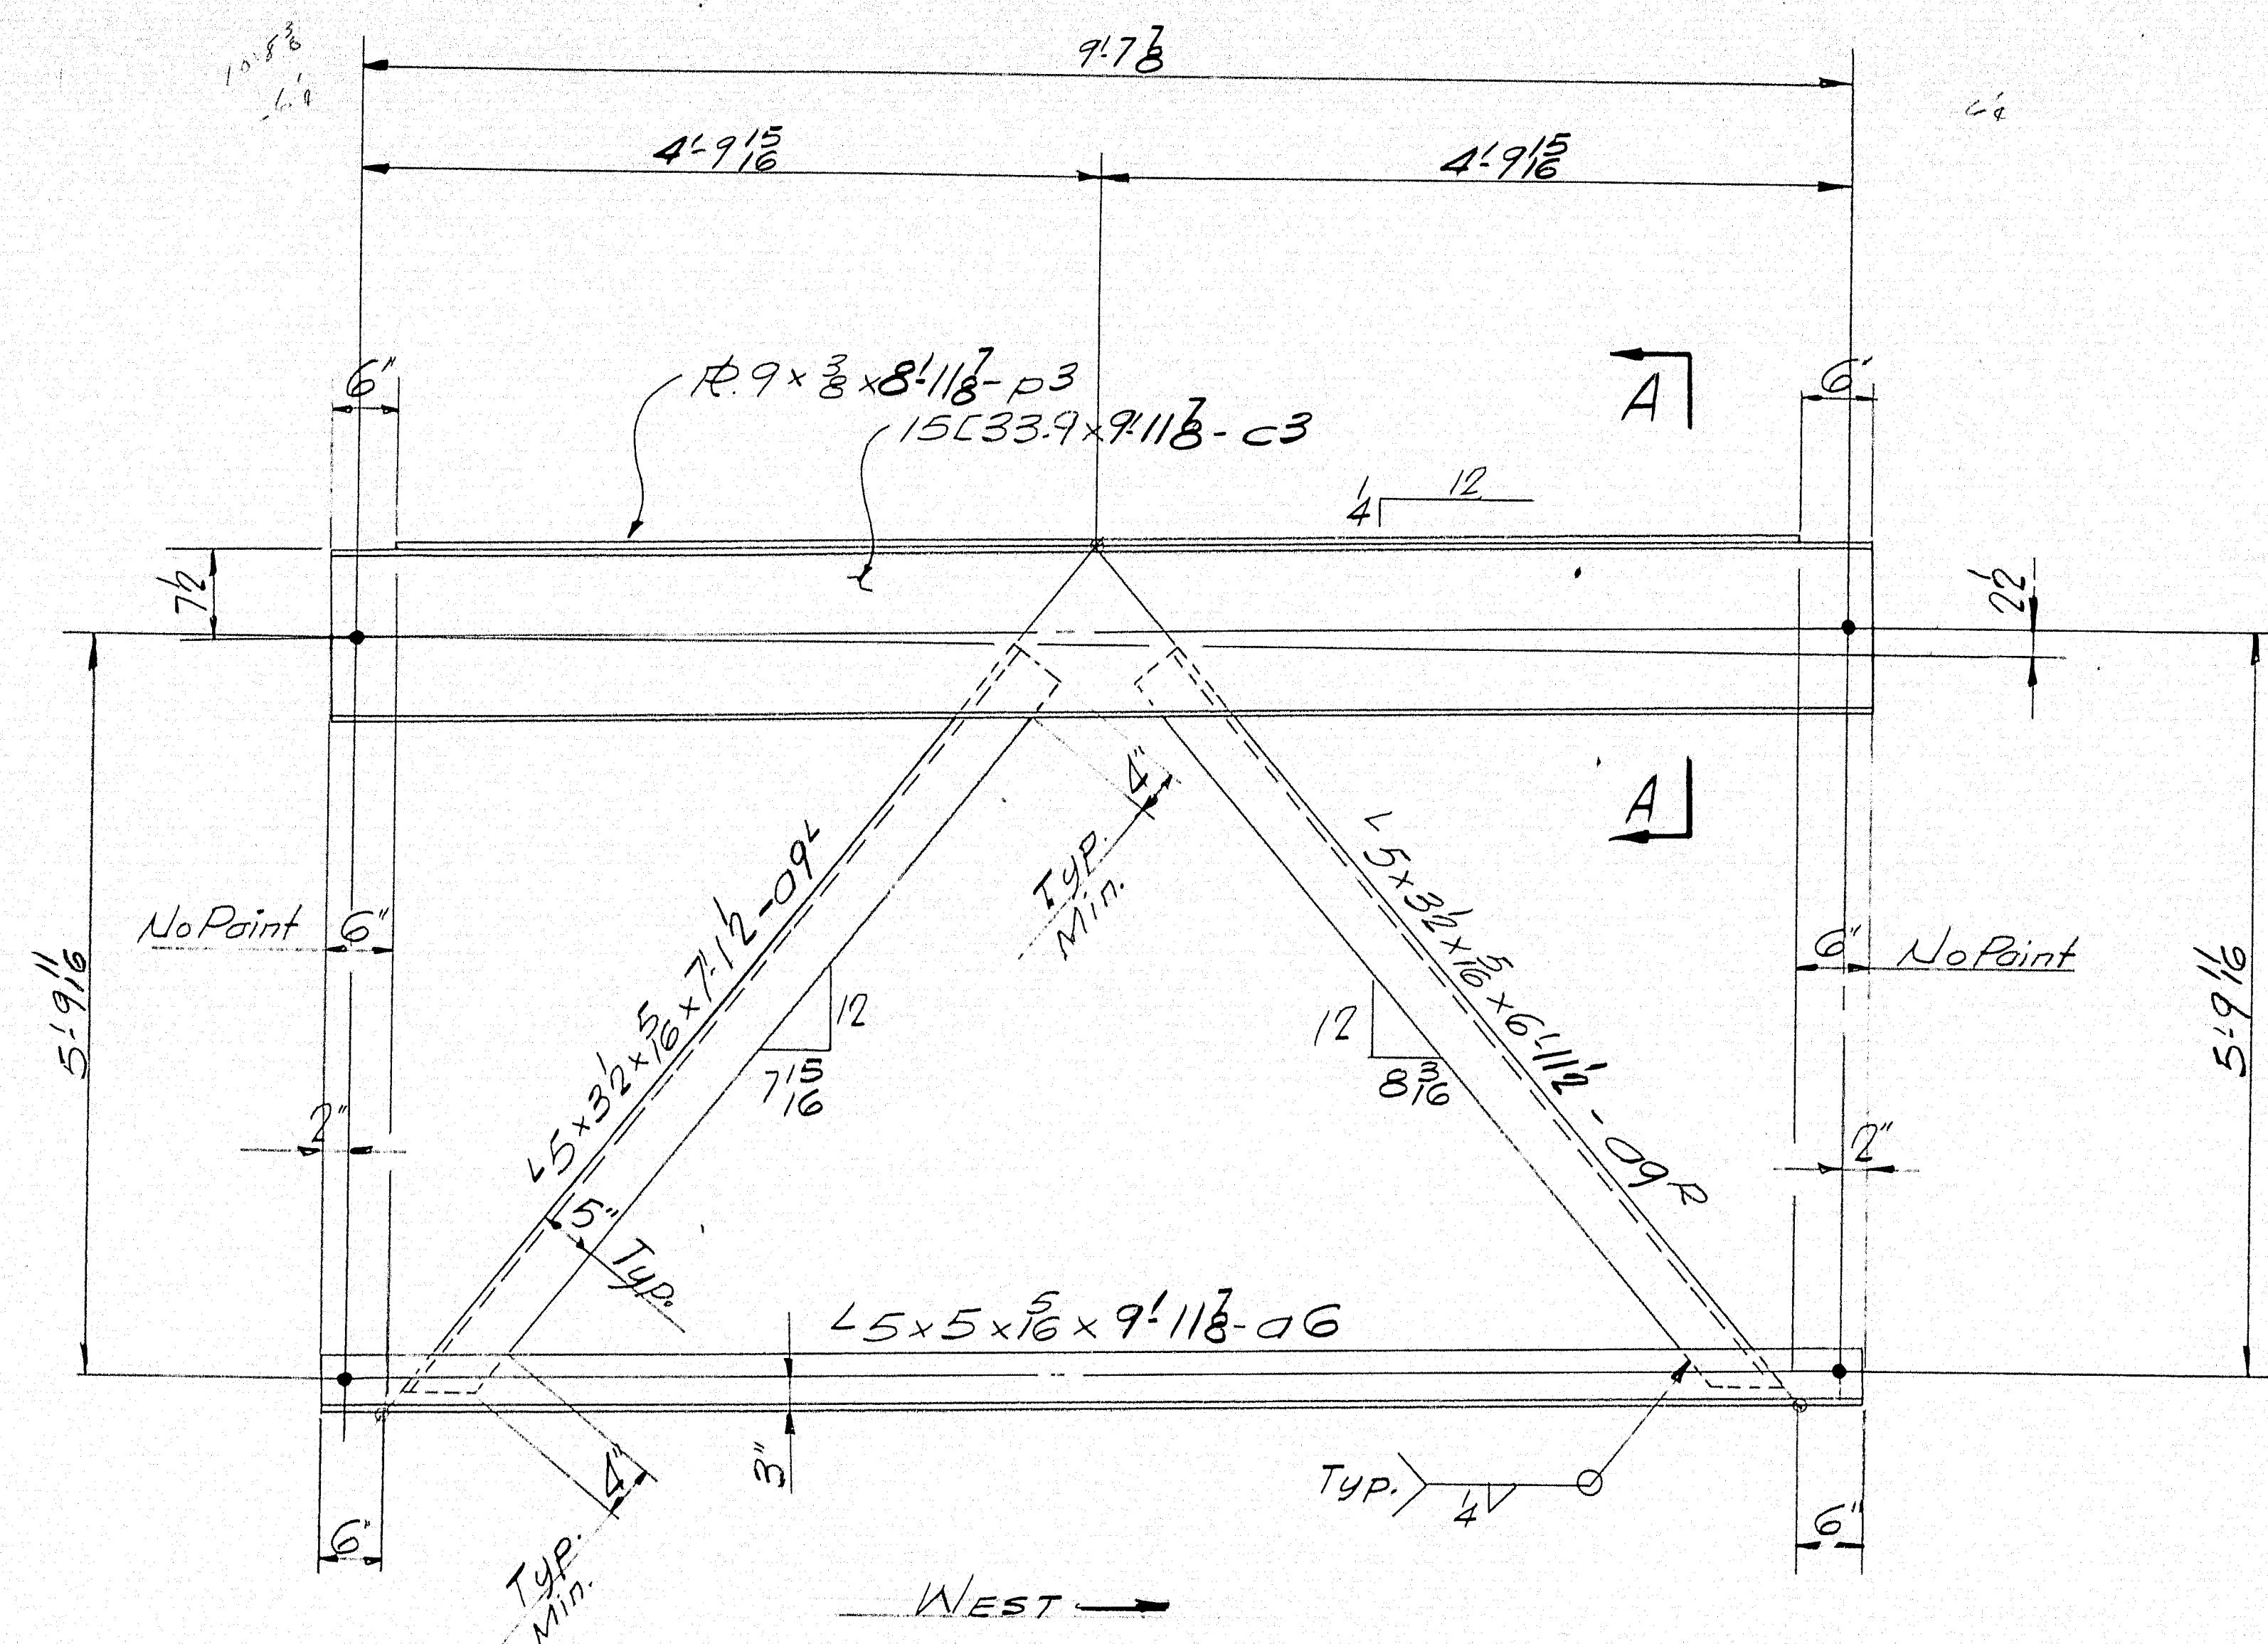 10-8 3/8
9'-7 7/8
4'-9 15/16
4'-9 15/16
6"
PL 9 x 3/8 x 8'-11 7/8 - p3
15[33.9 x 9'-11 7/8 - c3
A
6"
1/4
12
7 1/2
2 1/2
4"
Typ.
Min.
A
No Paint
6"
6"
No Paint
5'-9 11/16
5'-9 11/16
L5 x 3 1/2 x 5/16 x 7'-1 1/2 - a9L
L5 x 3 1/2 x 5/16 x 6'-11 1/2 - a9R
12
7 15/16
12
8 3/16
2"
2"
5"
Typ.
L5 x 5 x 5/16 x 9'-11 7/8 - a6
3"
4"
Typ.
Min.
Typ.
1/4
6"
6"
WEST